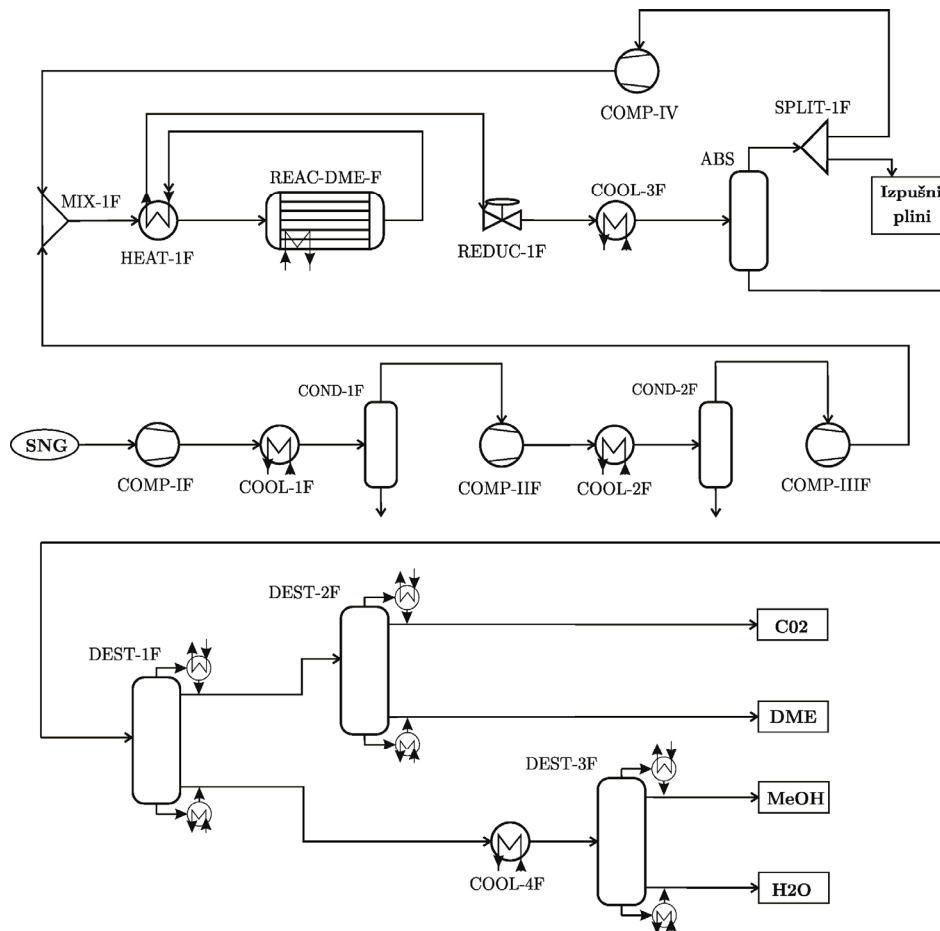 COMP-IV
SPLIT-1F
ABS
REAC-DME-F
COOL-3F
MIX-1F
Izpušni
plini
HEAT-1F
REDUC-1F
COND-1F
COND-2F
SNG
COMP-IF
COOL-1F
COMP-IIF
COOL-2F
COMP-IIIF
DEST-2F
C02
DEST-1F
DME
DEST-3F
MeOH
COOL-4F
H2O